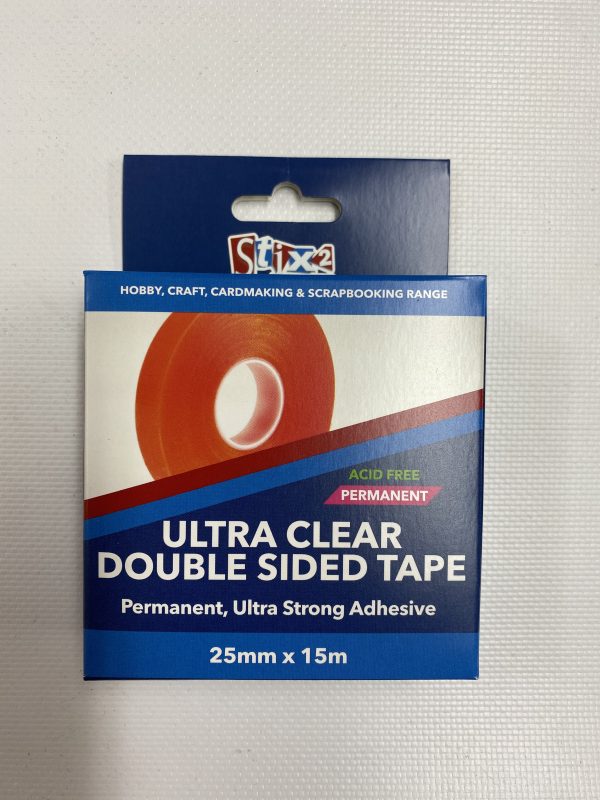 Stix2
HOBBY, CRAFT, CARDMAKING & SCRAPBOOKING RANGE
ACID FREE
PERMANENT
ULTRA CLEAR
DOUBLE SIDED TAPE
Permanent, Ultra Strong Adhesive
25mm x 15m